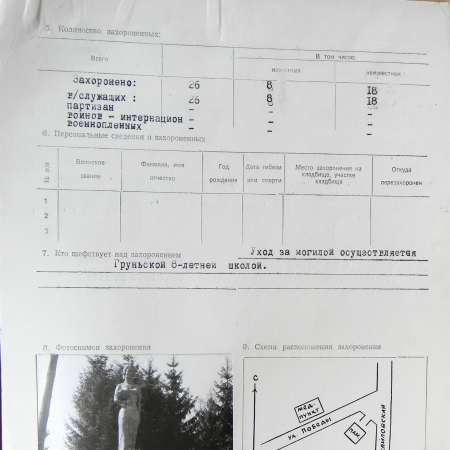 5. Количество захороненных:
Всего
В том числе
известных
неизвестных
Захоронено: 26 8 18
в/служащих : 26 8 18
партизан - - -
воинов - интернацион - - -
военнопленных - - -
6. Персональные сведения о захороненных
№ п/п
Воинское звание
Фамилия, имя отчество
Год рождения
Дата гибели или смерти
Место захоронения на кладбище, участке кладбища
Откуда перезахоронен
1
2
3
7. Кто шефствует над захоронением Уход за могилой осуществляется
Груньской 8-летней школой.
8. Фотоснимок захоронения
9. Схема расположения захоронения
С
МЕД. ПУНКТ
УЛ. ПОБЕДЫ
ПАМ.